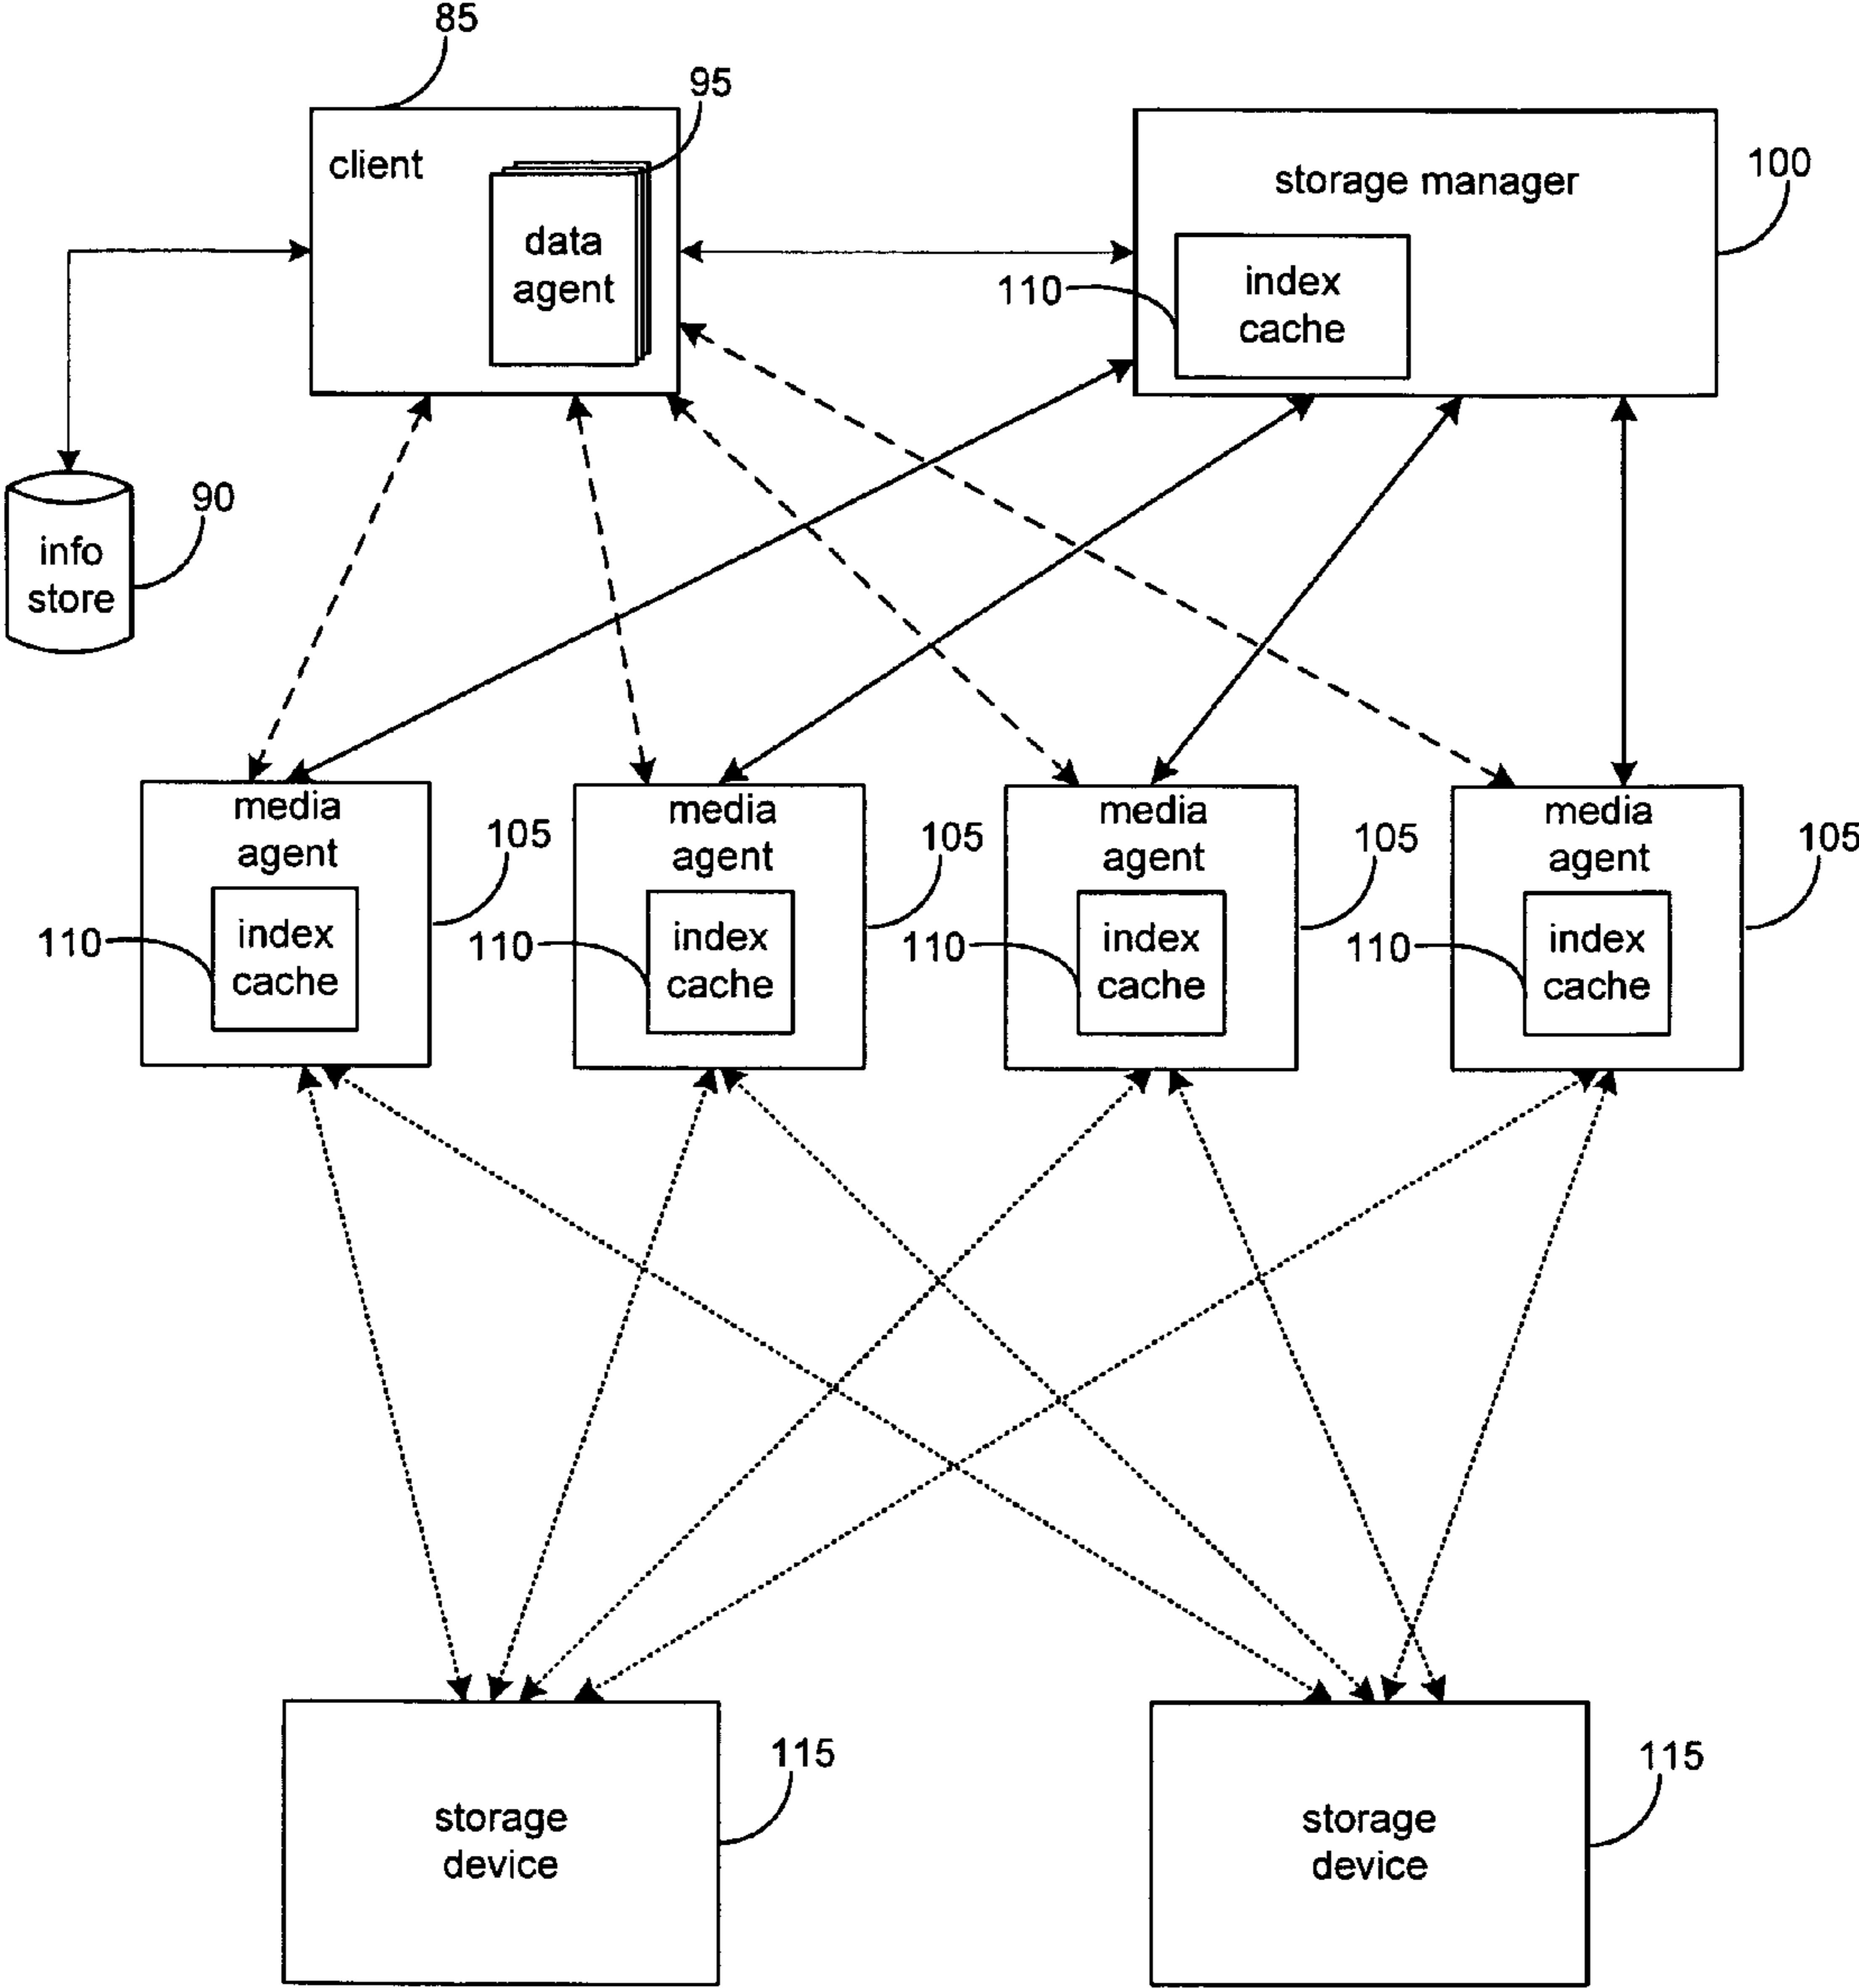 85
95
client
data
agent
storage manager
100
110
index
cache
90
info
store
media
agent
105
110
index
cache
media
agent
105
110
index
cache
media
agent
105
110
index
cache
media
agent
105
110
index
cache
115
storage
device
115
storage
device